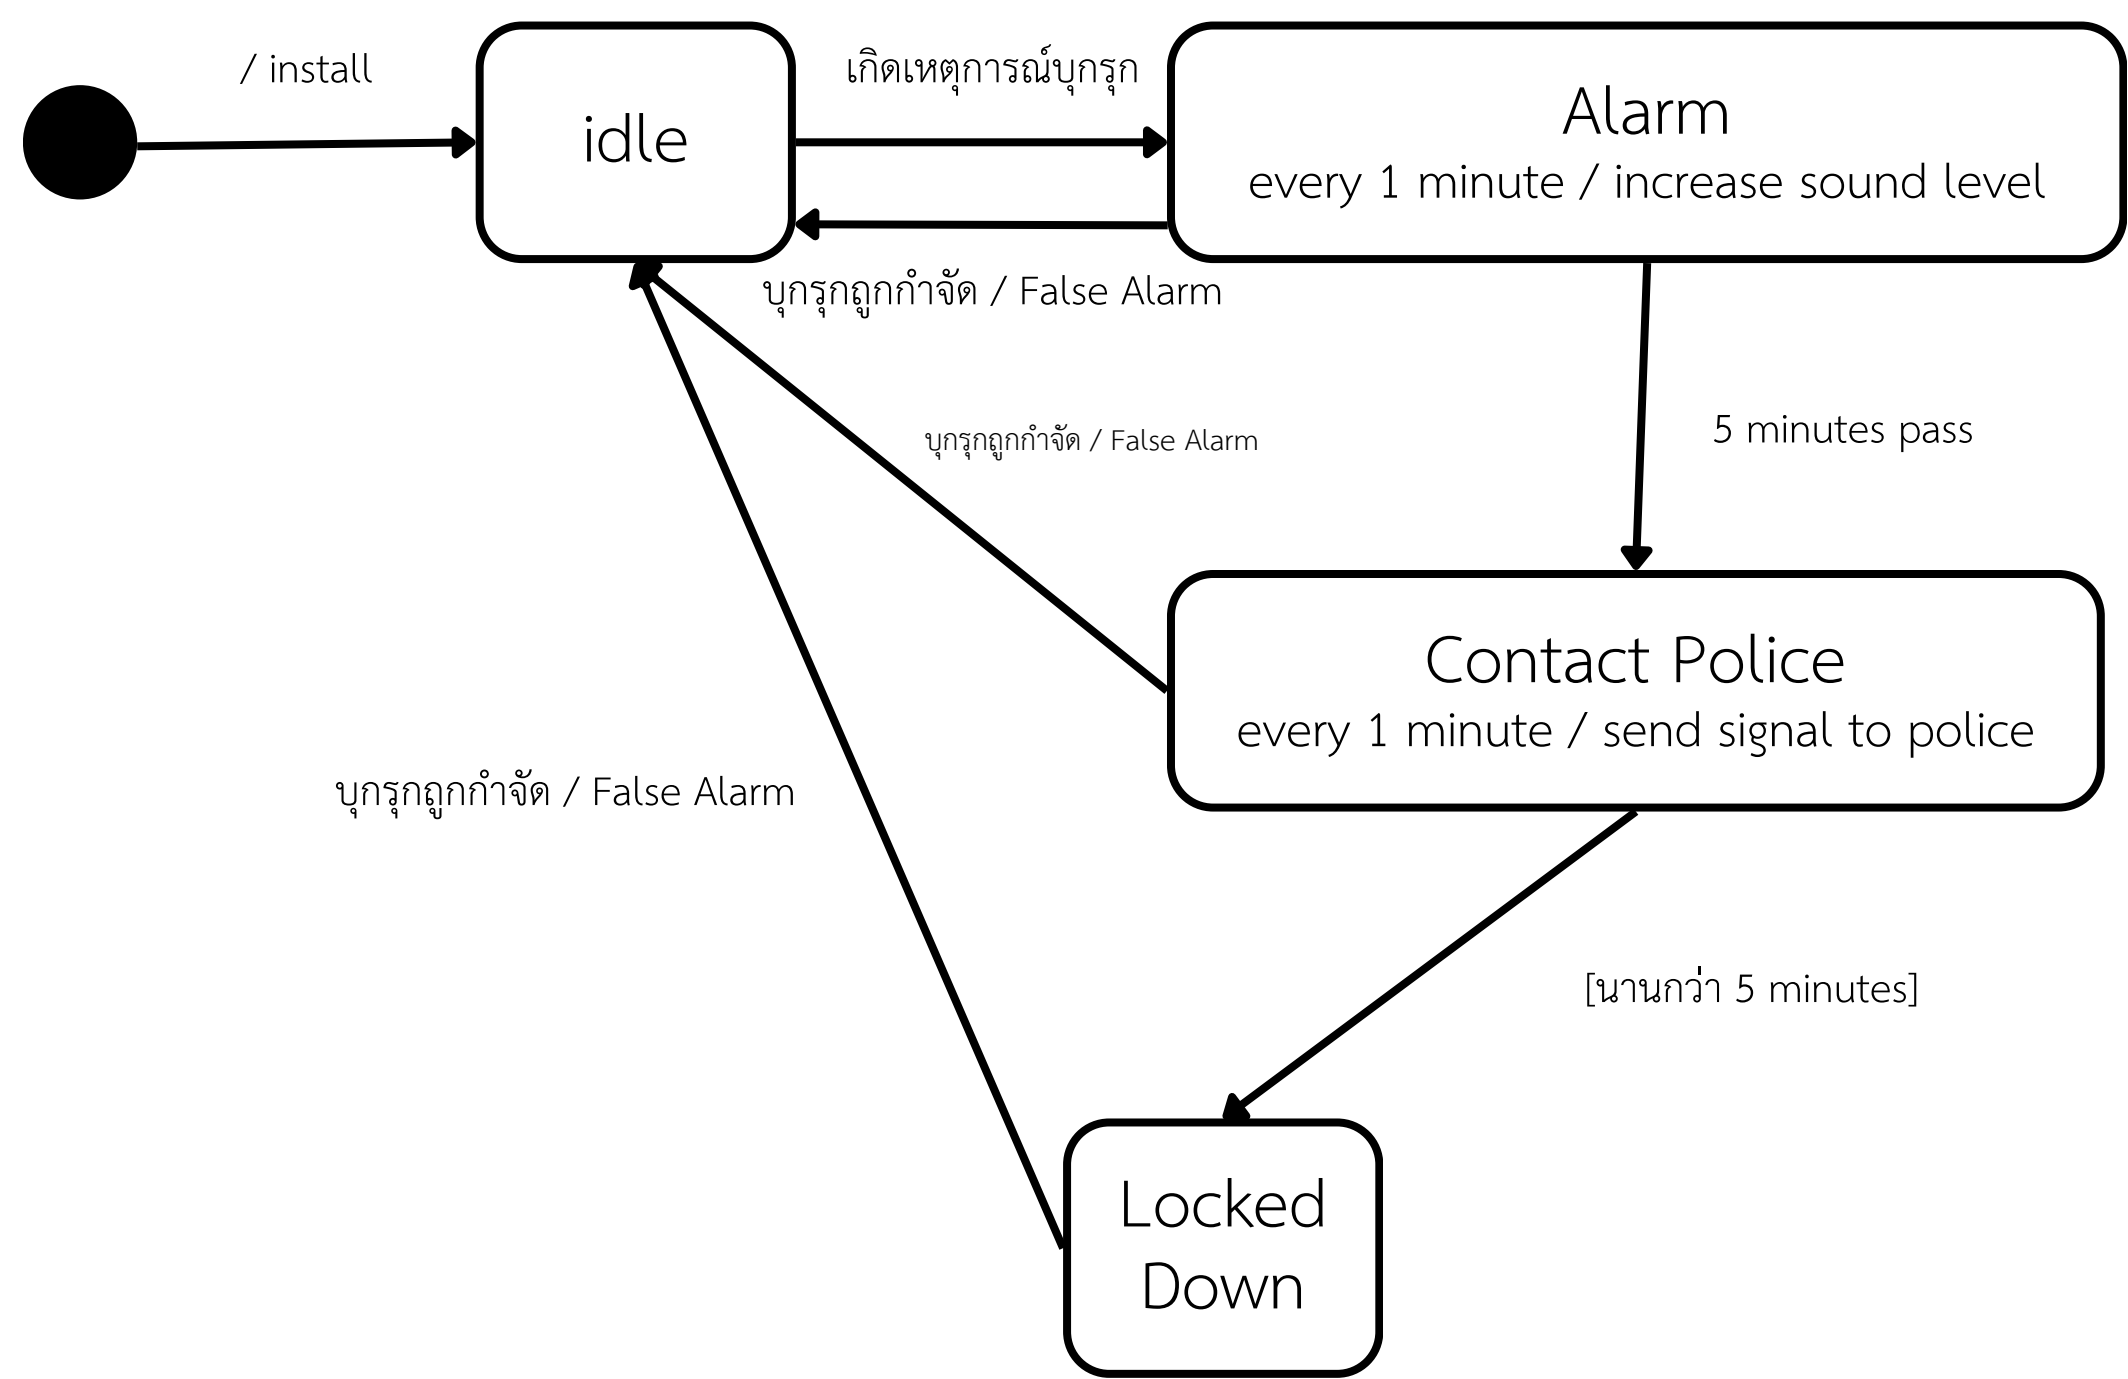 / install
idle
เกิดเหตุการณ์บุกรุก
Alarm
every 1 minute / increase sound level
บุกรุกถูกกำจัด / False Alarm
บุกรุกถูกกำจัด / False Alarm
5 minutes pass
Contact Police
every 1 minute / send signal to police
บุกรุกถูกกำจัด / False Alarm
[นานกว่า 5 minutes]
Locked
Down